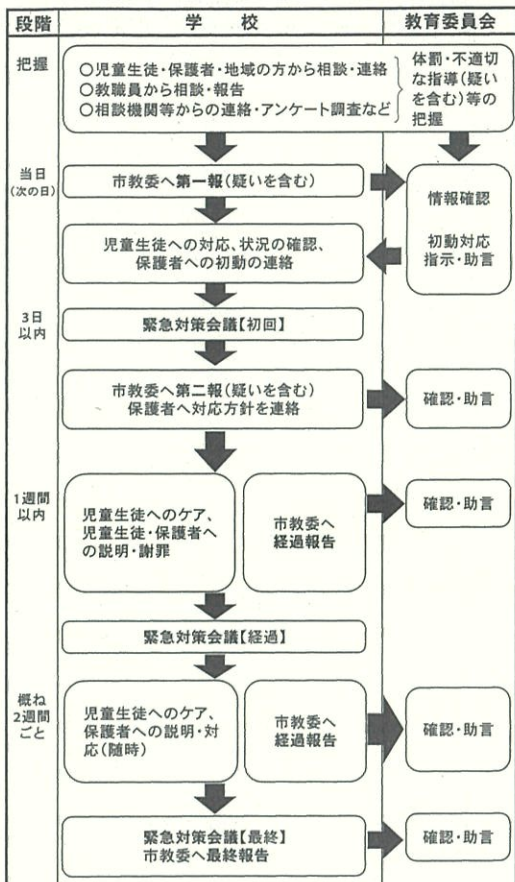 段階
学 校
教育委員会
把握
○児童生徒・保護者・地域の方から相談・連絡
○教職員から相談・報告
○相談機関等からの連絡・アンケート調査など
体罰・不適切
な指導(疑い
を含む)等の
把握
当日
(次の日)
市教委へ第一報(疑いを含む)
情報確認
初動対応
指示・助言
児童生徒への対応、状況の確認、
保護者への初動の連絡
3日
以内
緊急対策会議【初回】
市教委へ第二報(疑いを含む)
保護者へ対応方針を連絡
確認・助言
1週間
以内
児童生徒へのケア、
児童生徒・保護者へ
の説明・謝罪
市教委へ
経過報告
確認・助言
緊急対策会議【経過】
概ね
2週間
ごと
児童生徒へのケア、
保護者への説明・対
応(随時)
市教委へ
経過報告
確認・助言
緊急対策会議【最終】
市教委へ最終報告
確認・助言